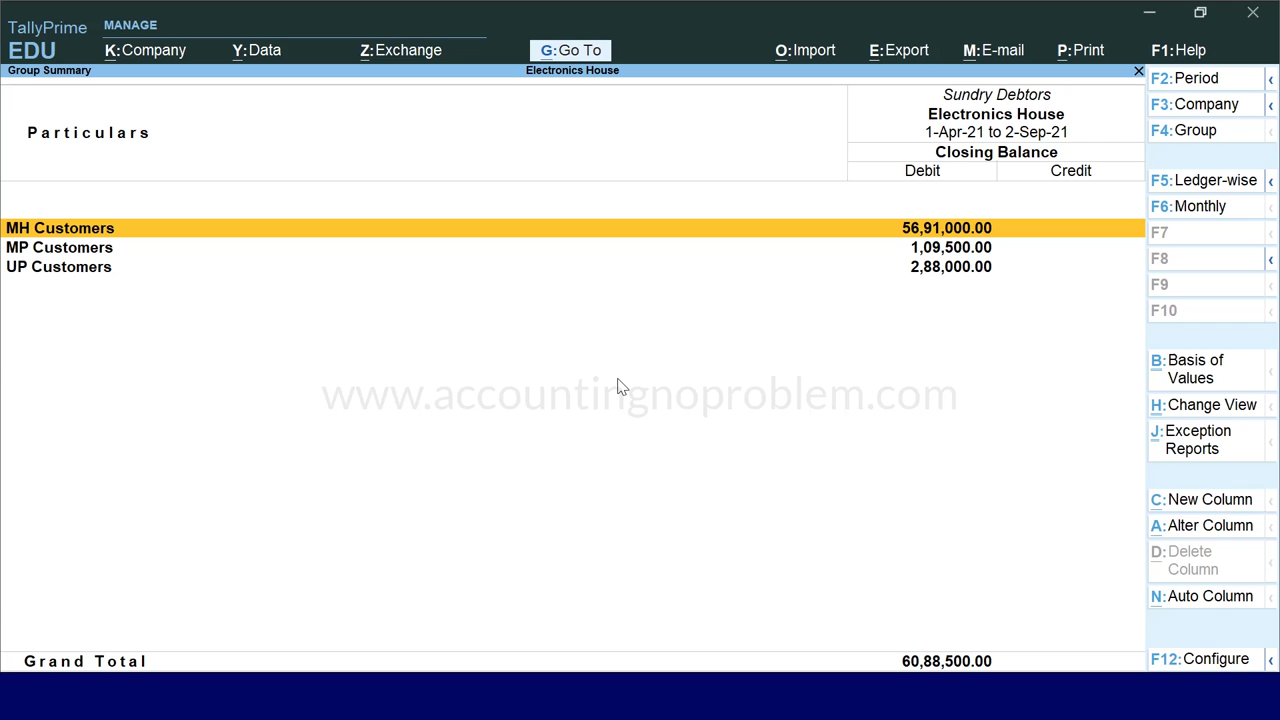 TallyPrime MANAGE
EDU K:Company Y:Data Z:Exchange G:Go To O:Import E:Export M:E-mail P:Print F1:Help
Group Summary Electronics House
Particulars
Sundry Debtors
Electronics House
1-Apr-21 to 2-Sep-21
Closing Balance
Debit Credit
MH Customers 56,91,000.00
MP Customers 1,09,500.00
UP Customers 2,88,000.00
www.accountingnoproblem.com
Grand Total 60,88,500.00
F2:Period
F3:Company
F4:Group
F5:Ledger-wise
F6:Monthly
F7
F8
F9
F10
B:Basis of
Values
H:Change View
J:Exception
Reports
C:New Column
A:Alter Column
D:Delete
Column
N:Auto Column
F12:Configure